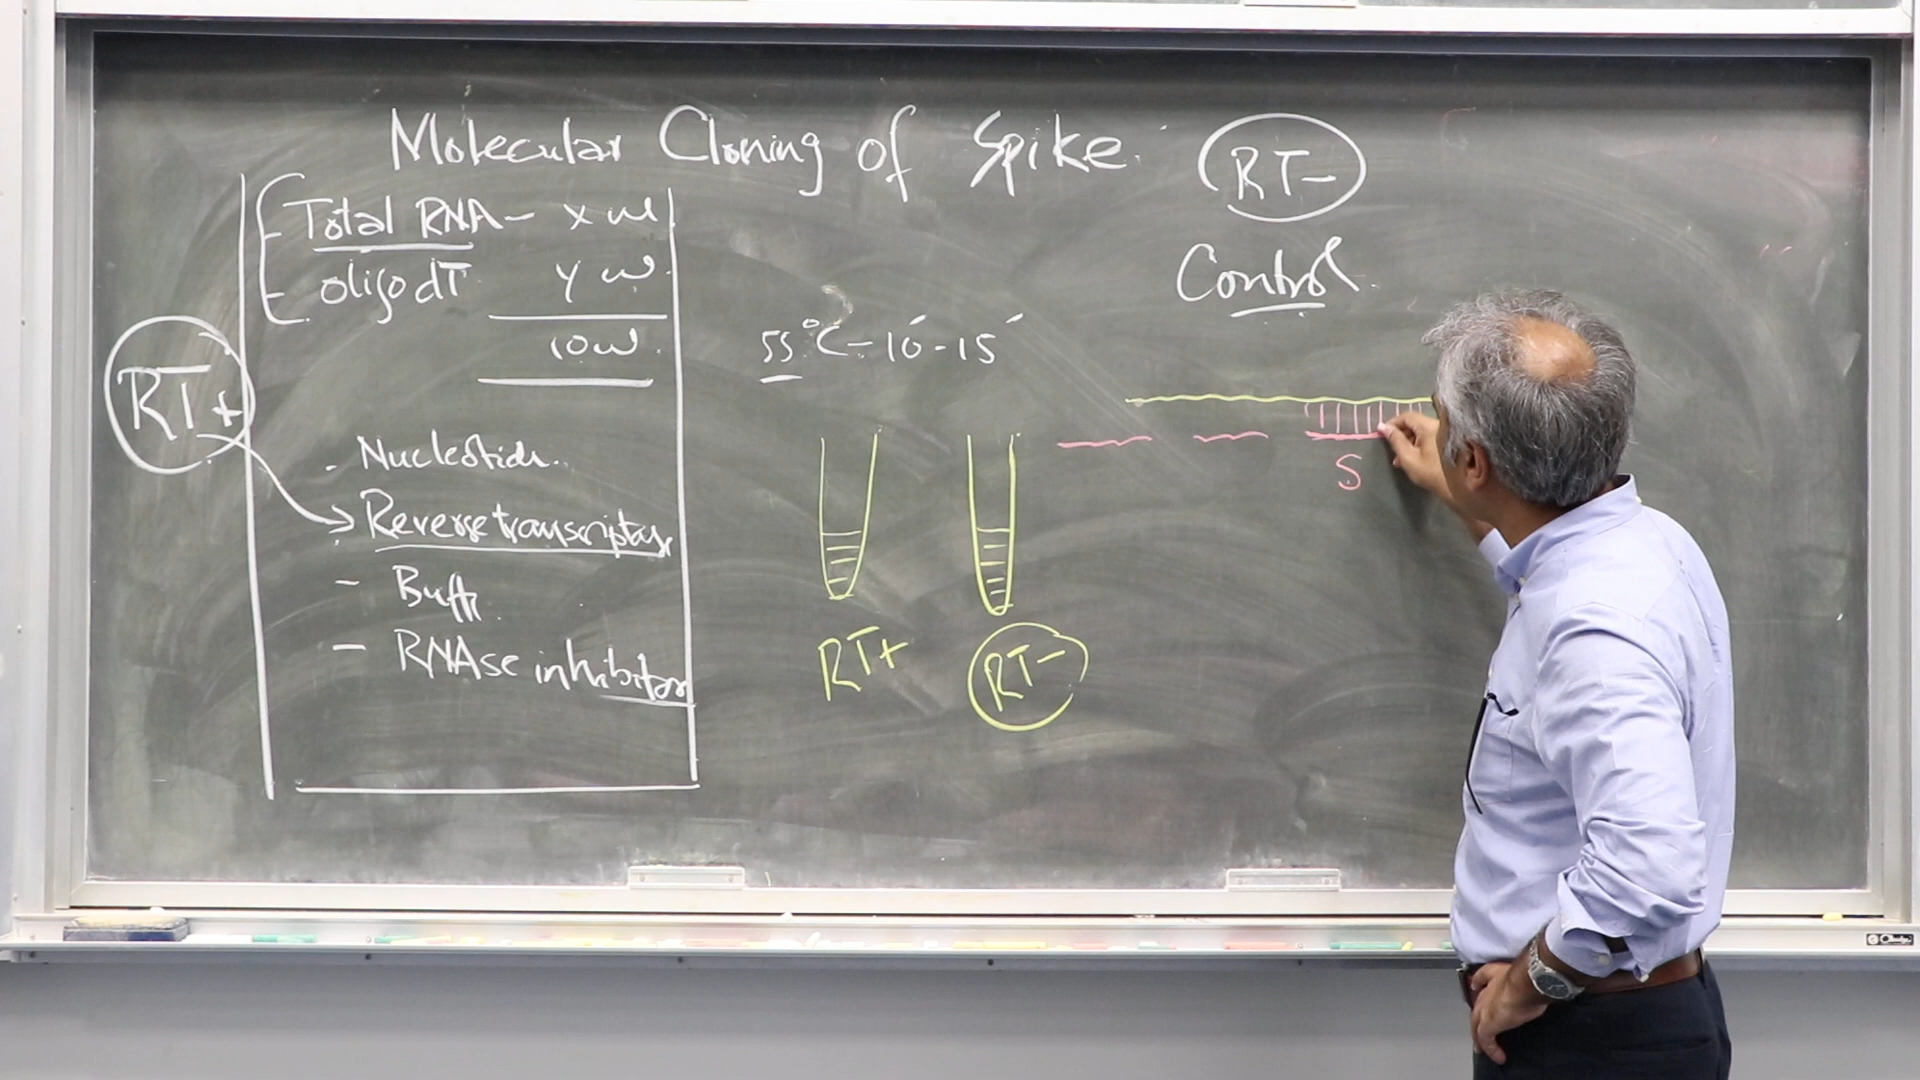 Molecular Cloning of Spike.
RT-
Control.
Total RNA - x ul
oligo dT y ul
10 ul
55°C - 10' - 15'
RT+
- Nucleotide.
Reverse transcriptase
- Buffr
- RNAse inhibitor
S
RT+
RT-